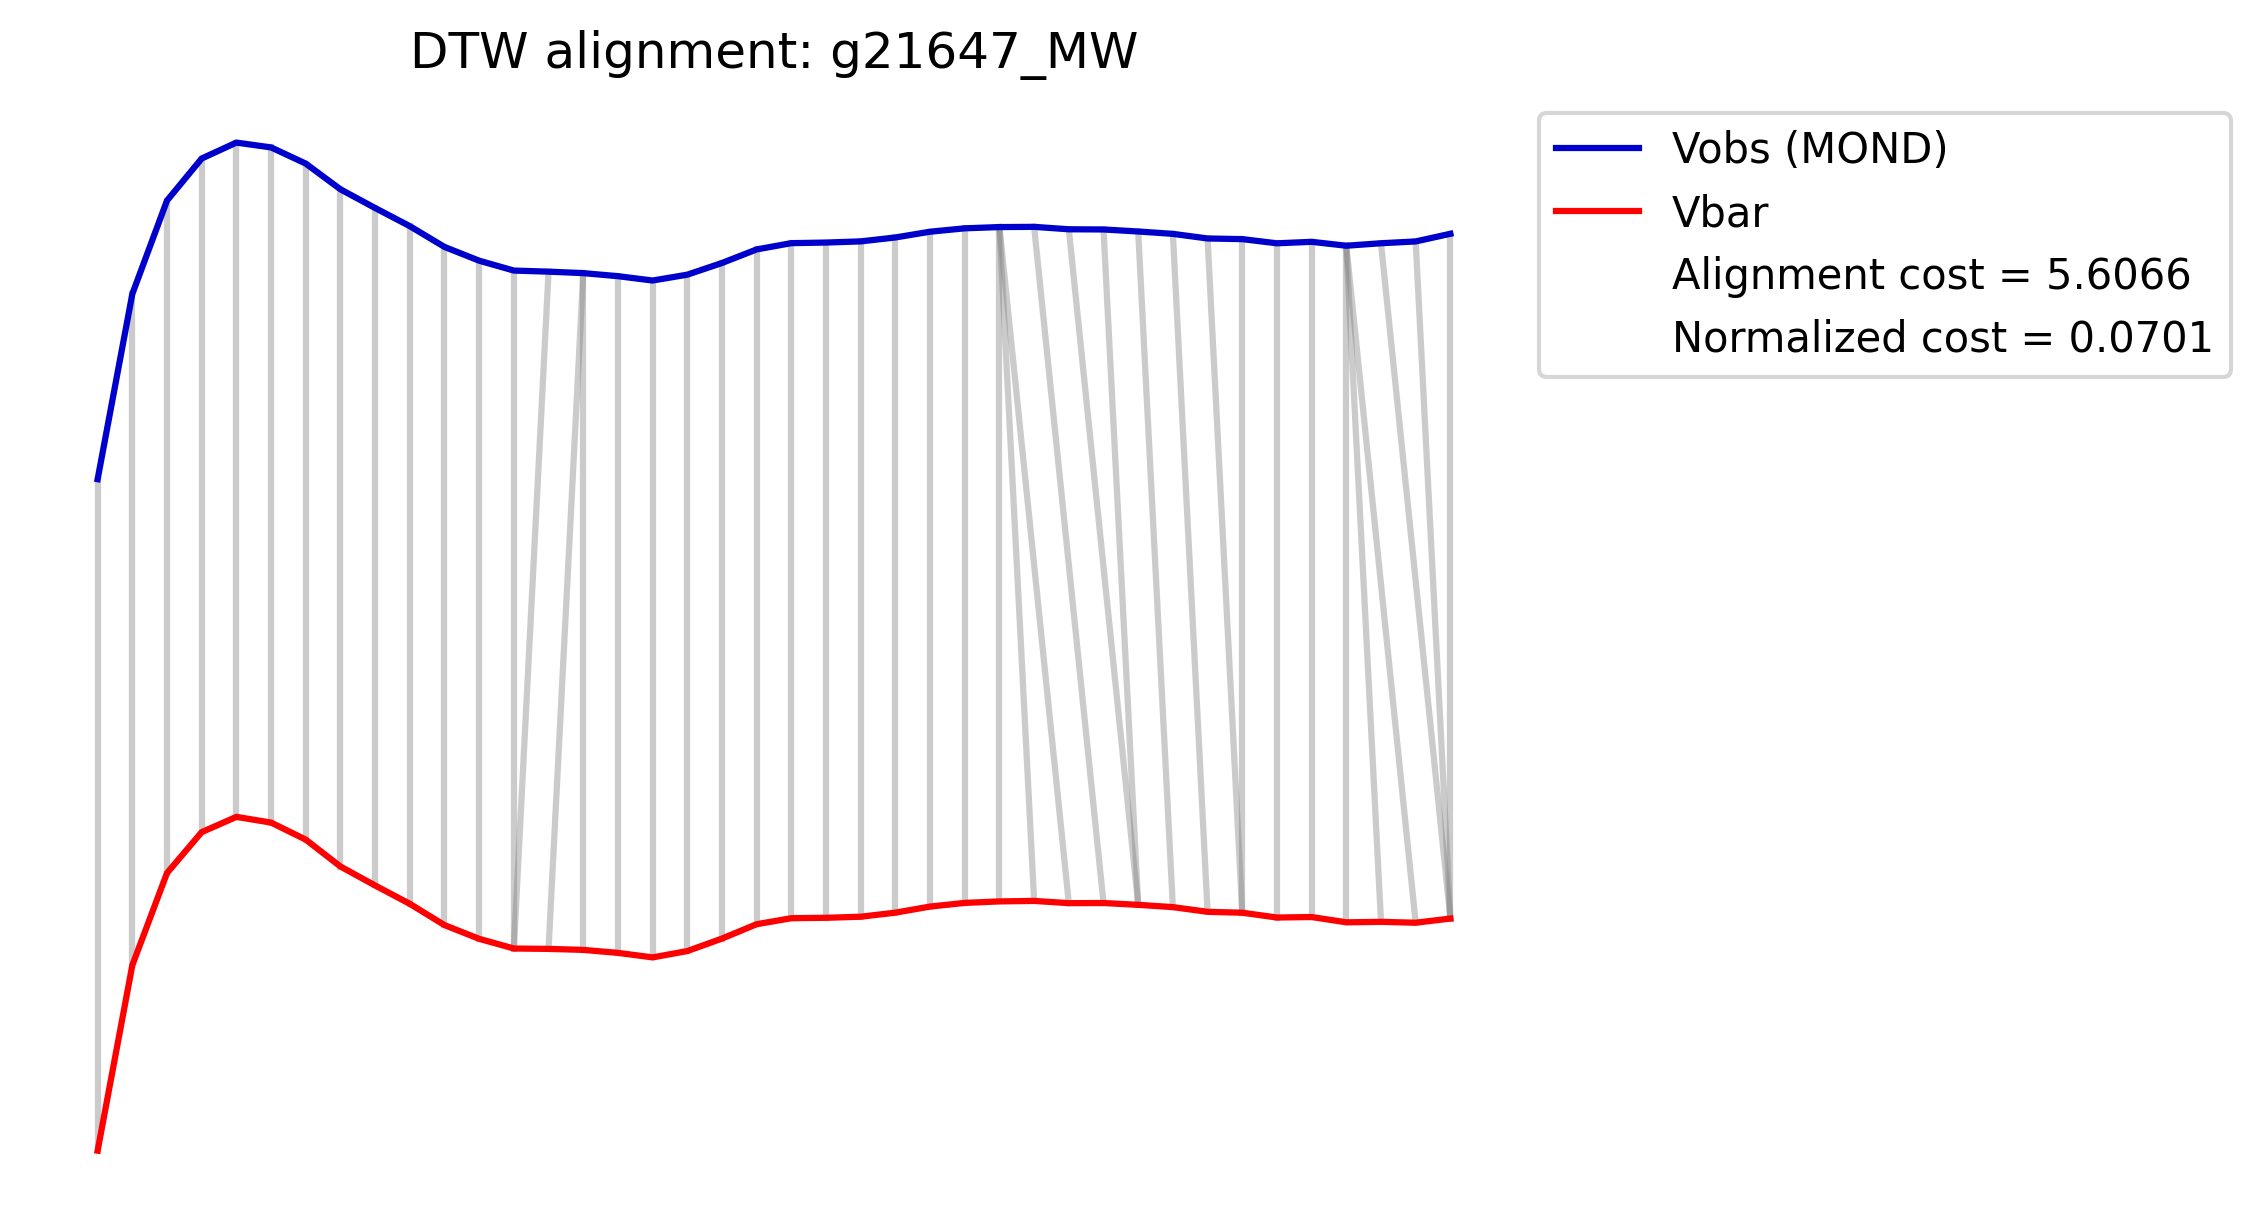 DTW alignment: g21647_MW
Vobs (MOND)
Vbar
Alignment cost = 5.6066
Normalized cost = 0.0701